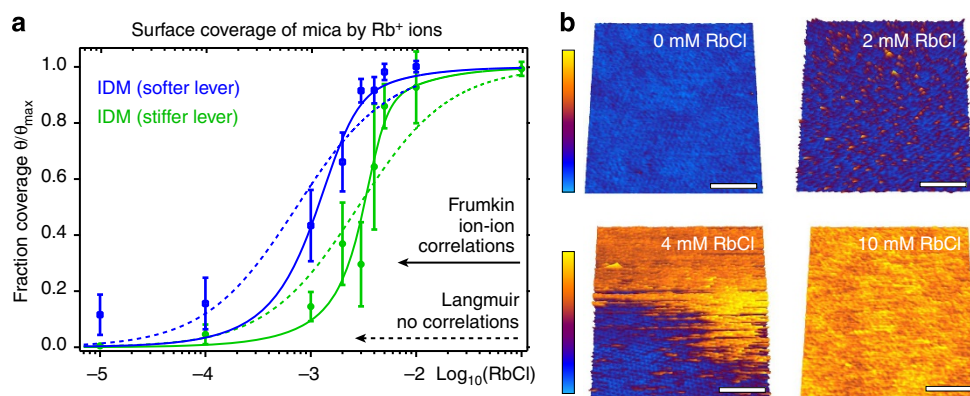 a
Surface coverage of mica by Rb⁺ ions
Fraction coverage θ/θmax
1.0
0.8
0.6
0.4
0.2
0.0
IDM (softer lever)
IDM (stiffer lever)
Frumkin
ion-ion
correlations
Langmuir
no correlations
–5
–4
–3
–2
Log₁₀(RbCl)
b
0 mM RbCl
2 mM RbCl
4 mM RbCl
10 mM RbCl